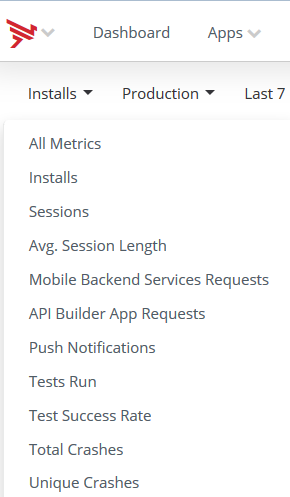 Dashboard Apps
Installs Production Last 7
All Metrics
Installs
Sessions
Avg. Session Length
Mobile Backend Services Requests
API Builder App Requests
Push Notifications
Tests Run
Test Success Rate
Total Crashes
Unique Crashes